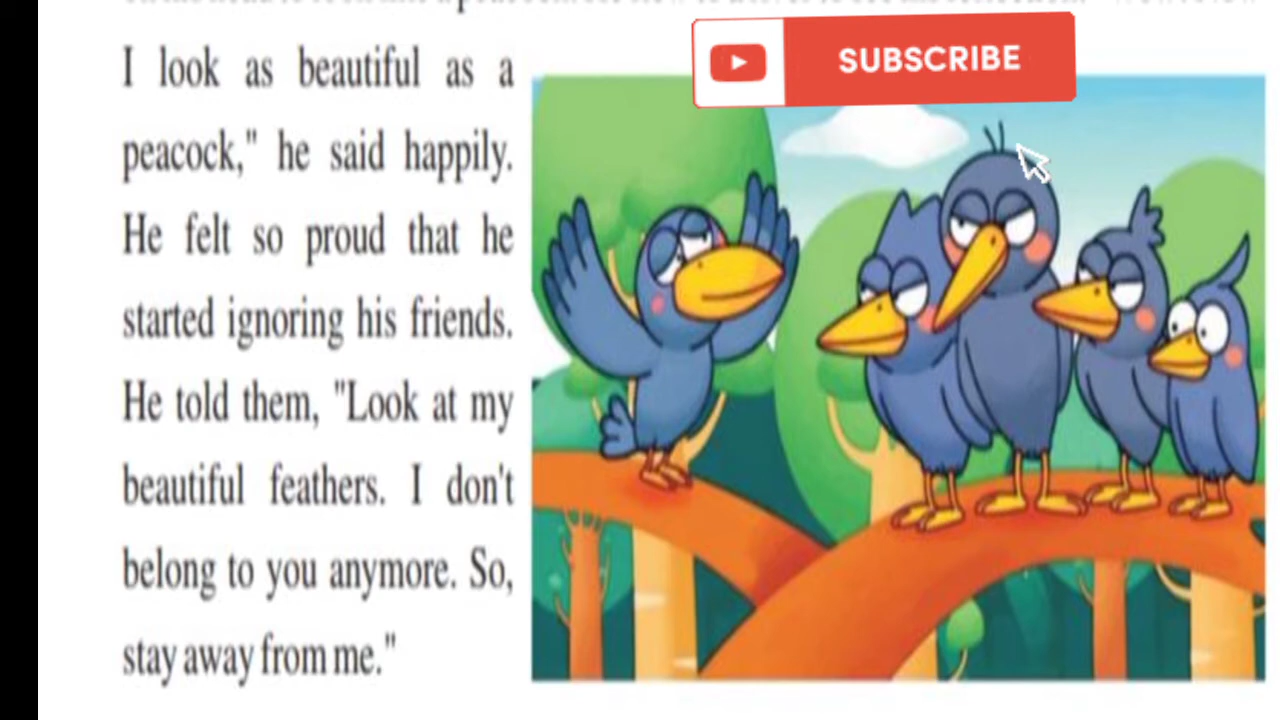 SUBSCRIBE
I look as beautiful as a
peacock," he said happily.
He felt so proud that he
started ignoring his friends.
He told them, "Look at my
beautiful feathers. I don't
belong to you anymore. So,
stay away from me."